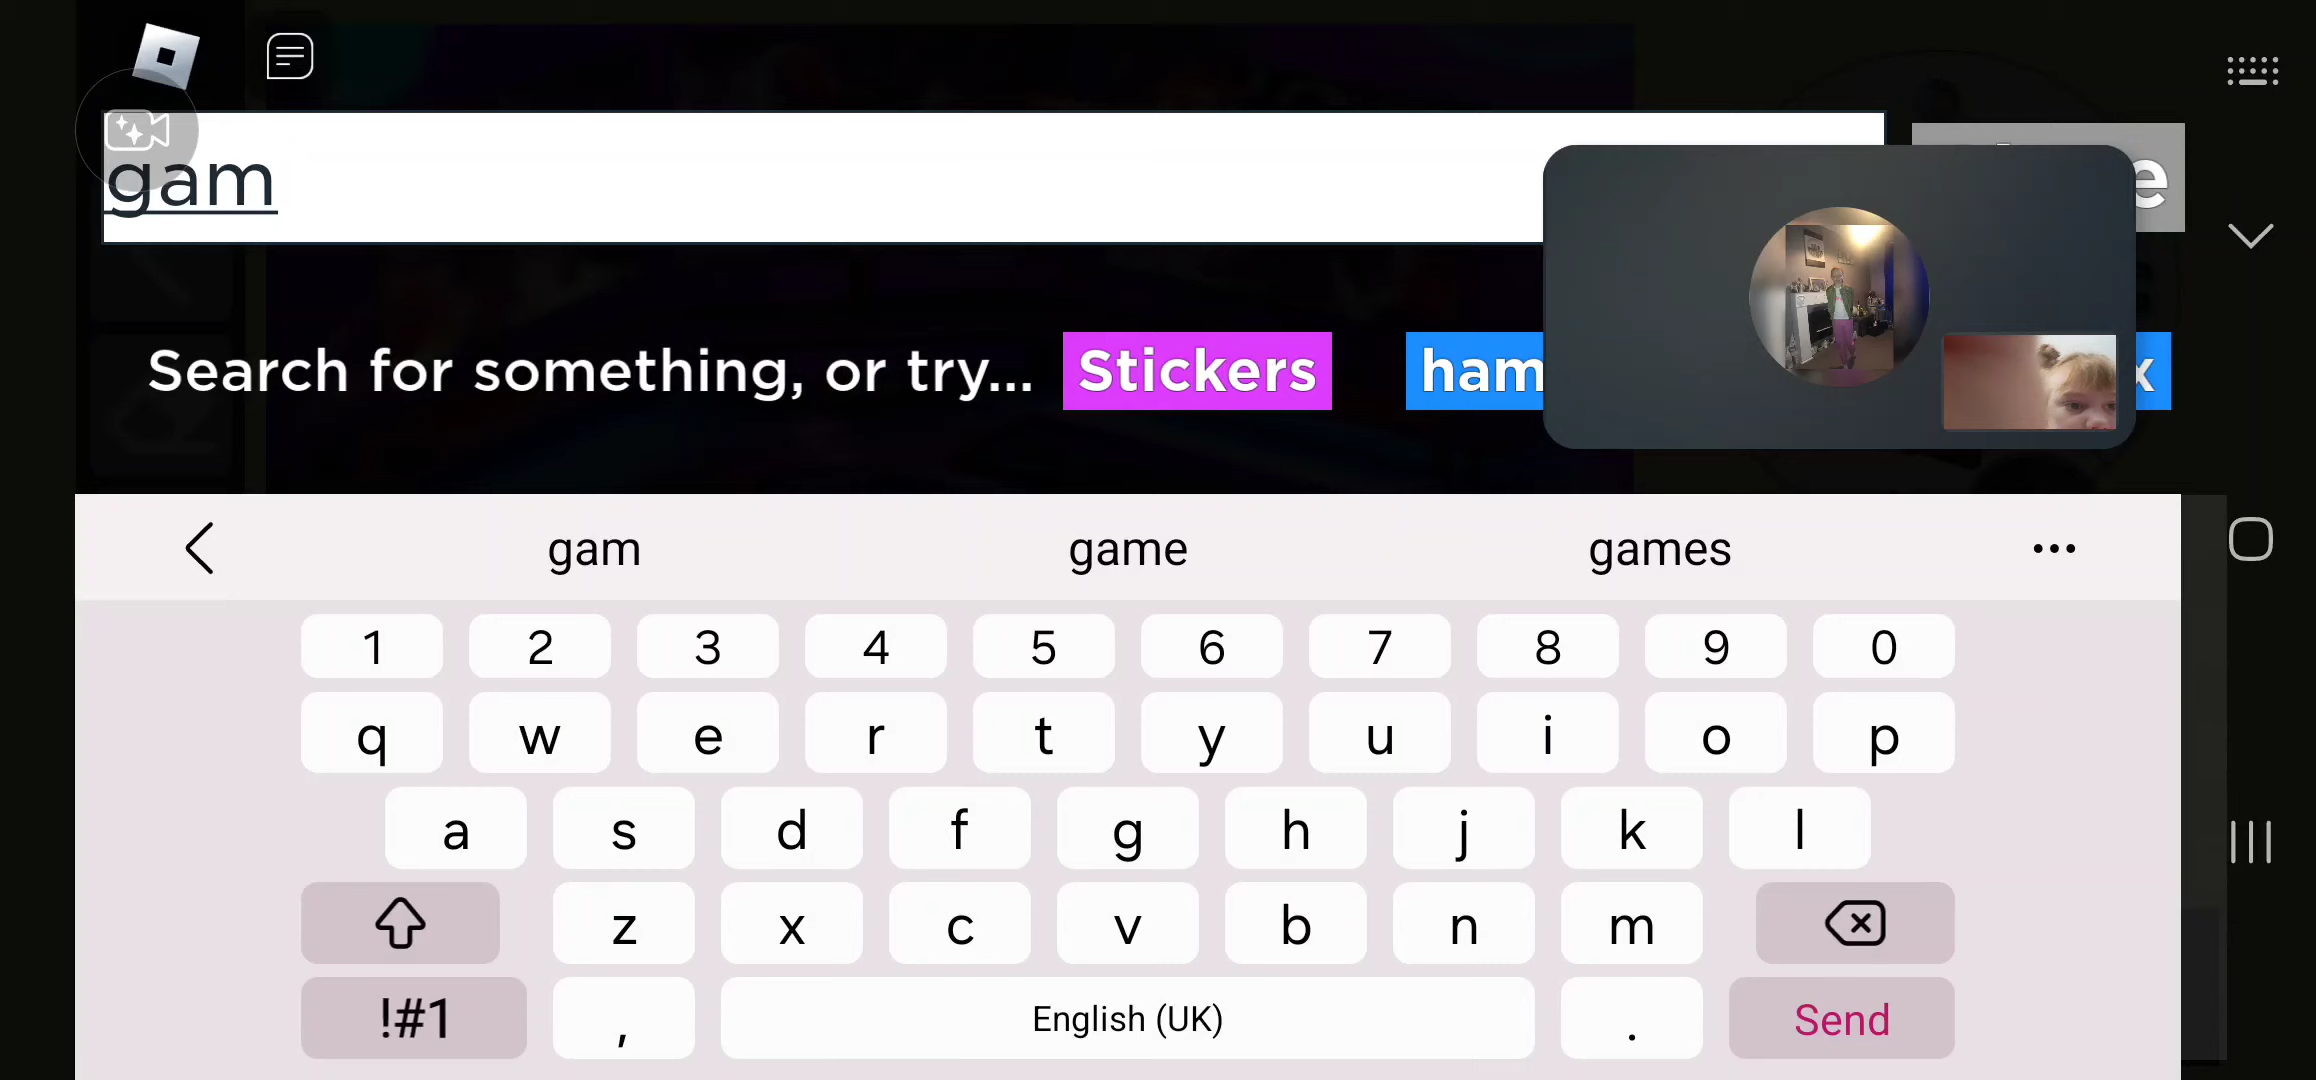 gam
e
Search for something, or try... Stickers ham x
gam game games
1 2 3 4 5 6 7 8 9 0
q w e r t y u i o p
a s d f g h j k l
z x c v b n m
!#1 , English (UK) . Send